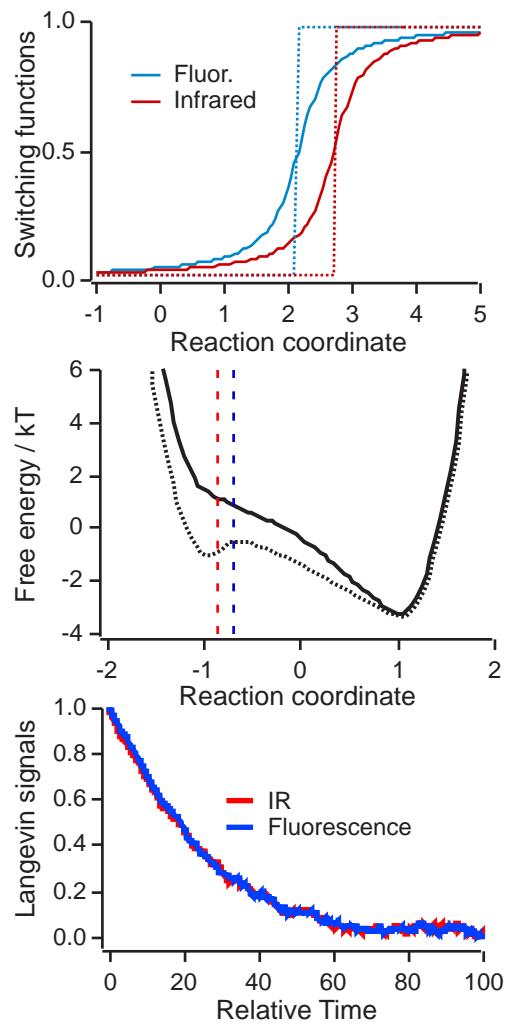 Switching functions
1.0
0.5
0.0
Fluor.
Infrared
-1 0 1 2 3 4 5
Reaction coordinate
Free energy / kT
6
4
2
0
-2
-4
-2 -1 0 1 2
Reaction coordinate
Langevin signals
1.0
0.8
0.6
0.4
0.2
0.0
IR
Fluorescence
0 20 40 60 80 100
Relative Time